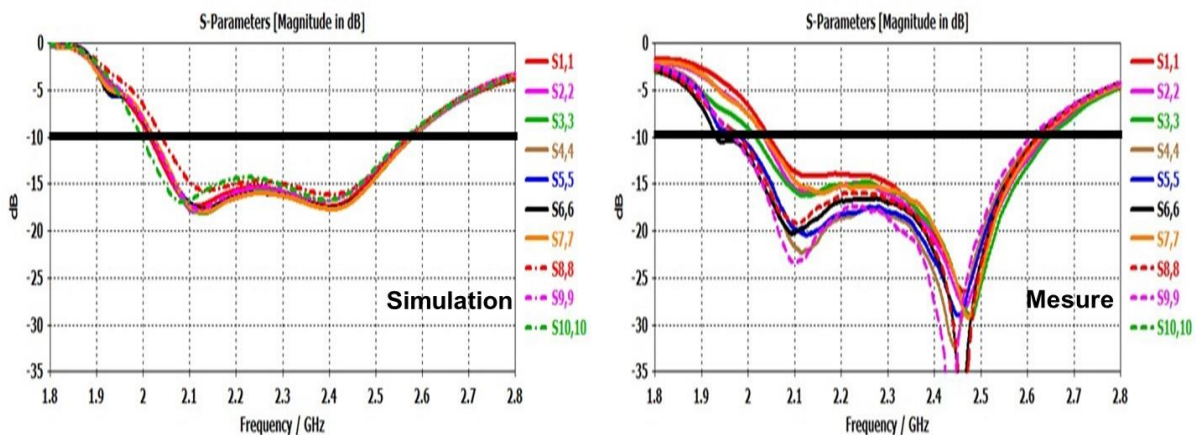 S-Parameters [Magnitude in dB]
0
-5
-10
-15
-20
-25
-30
-35
dB
1.8 1.9 2 2.1 2.2 2.3 2.4 2.5 2.6 2.7 2.8
Frequency / GHz
Simulation
S1,1
S2,2
S3,3
S4,4
S5,5
S6,6
S7,7
S8,8
S9,9
S10,10
S-Parameters [Magnitude in dB]
0
-5
-10
-15
-20
-25
-30
-35
dB
1.8 1.9 2 2.1 2.2 2.3 2.4 2.5 2.6 2.7 2.8
Frequency / GHz
Mesure
S1,1
S2,2
S3,3
S4,4
S5,5
S6,6
S7,7
S8,8
S9,9
S10,10